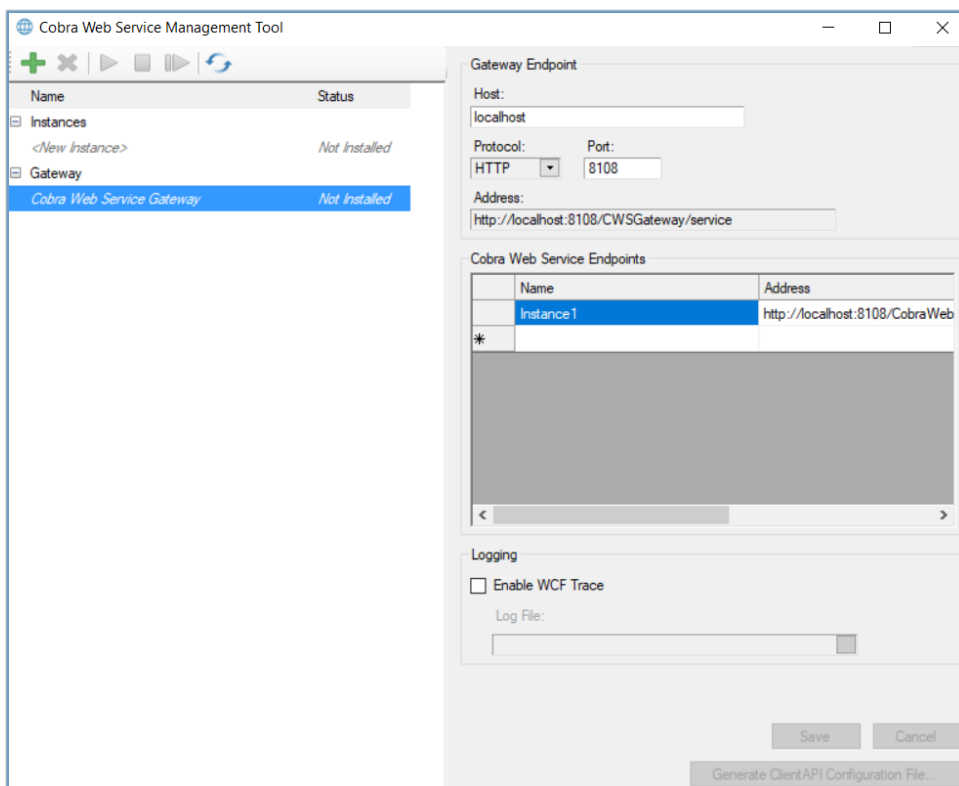 Cobra Web Service Management Tool
Name Status
Instances
<New Instance> Not Installed
Gateway
Cobra Web Service Gateway Not Installed
Gateway Endpoint
Host:
localhost
Protocol: Port:
HTTP 8108
Address:
http://localhost:8108/CWSGateway/service
Cobra Web Service Endpoints
Name Address
Instance1 http://localhost:8108/CobraWeb
*
Logging
Enable WCF Trace
Log File:
Save Cancel
Generate ClientAPI Configuration File...